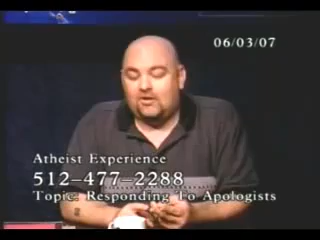 06/03/07
Atheist Experience
512-477-2288
Topic: Responding To Apologists